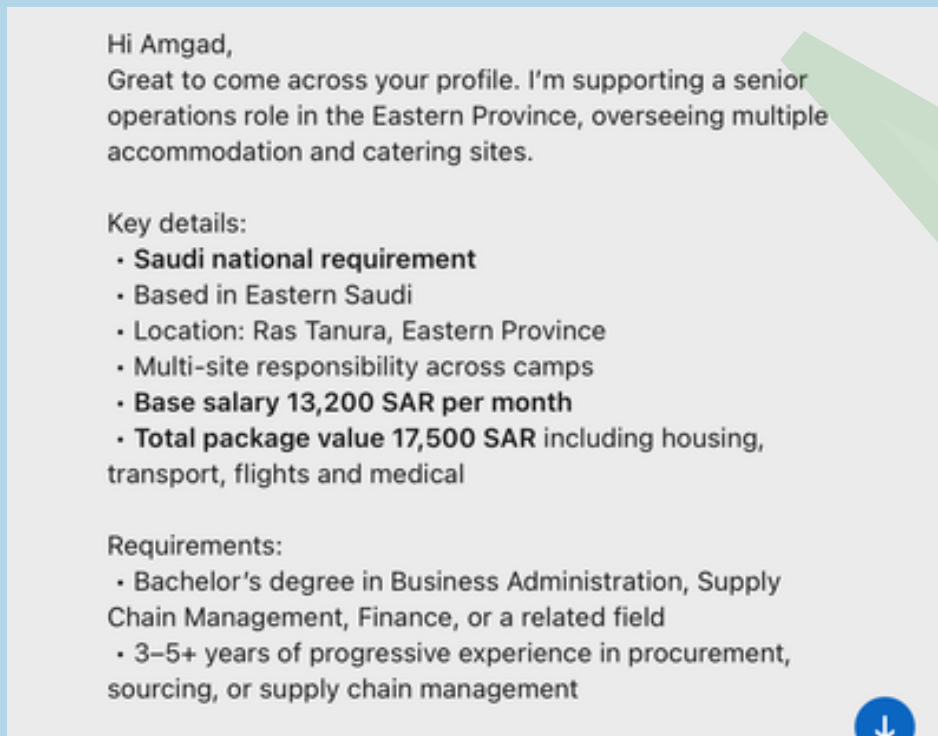 Hi Amgad,
Great to come across your profile. I’m supporting a senior
operations role in the Eastern Province, overseeing multiple
accommodation and catering sites.
Key details:
• Saudi national requirement
• Based in Eastern Saudi
• Location: Ras Tanura, Eastern Province
• Multi-site responsibility across camps
• Base salary 13,200 SAR per month
• Total package value 17,500 SAR including housing,
transport, flights and medical
Requirements:
• Bachelor’s degree in Business Administration, Supply
Chain Management, Finance, or a related field
• 3–5+ years of progressive experience in procurement,
sourcing, or supply chain management